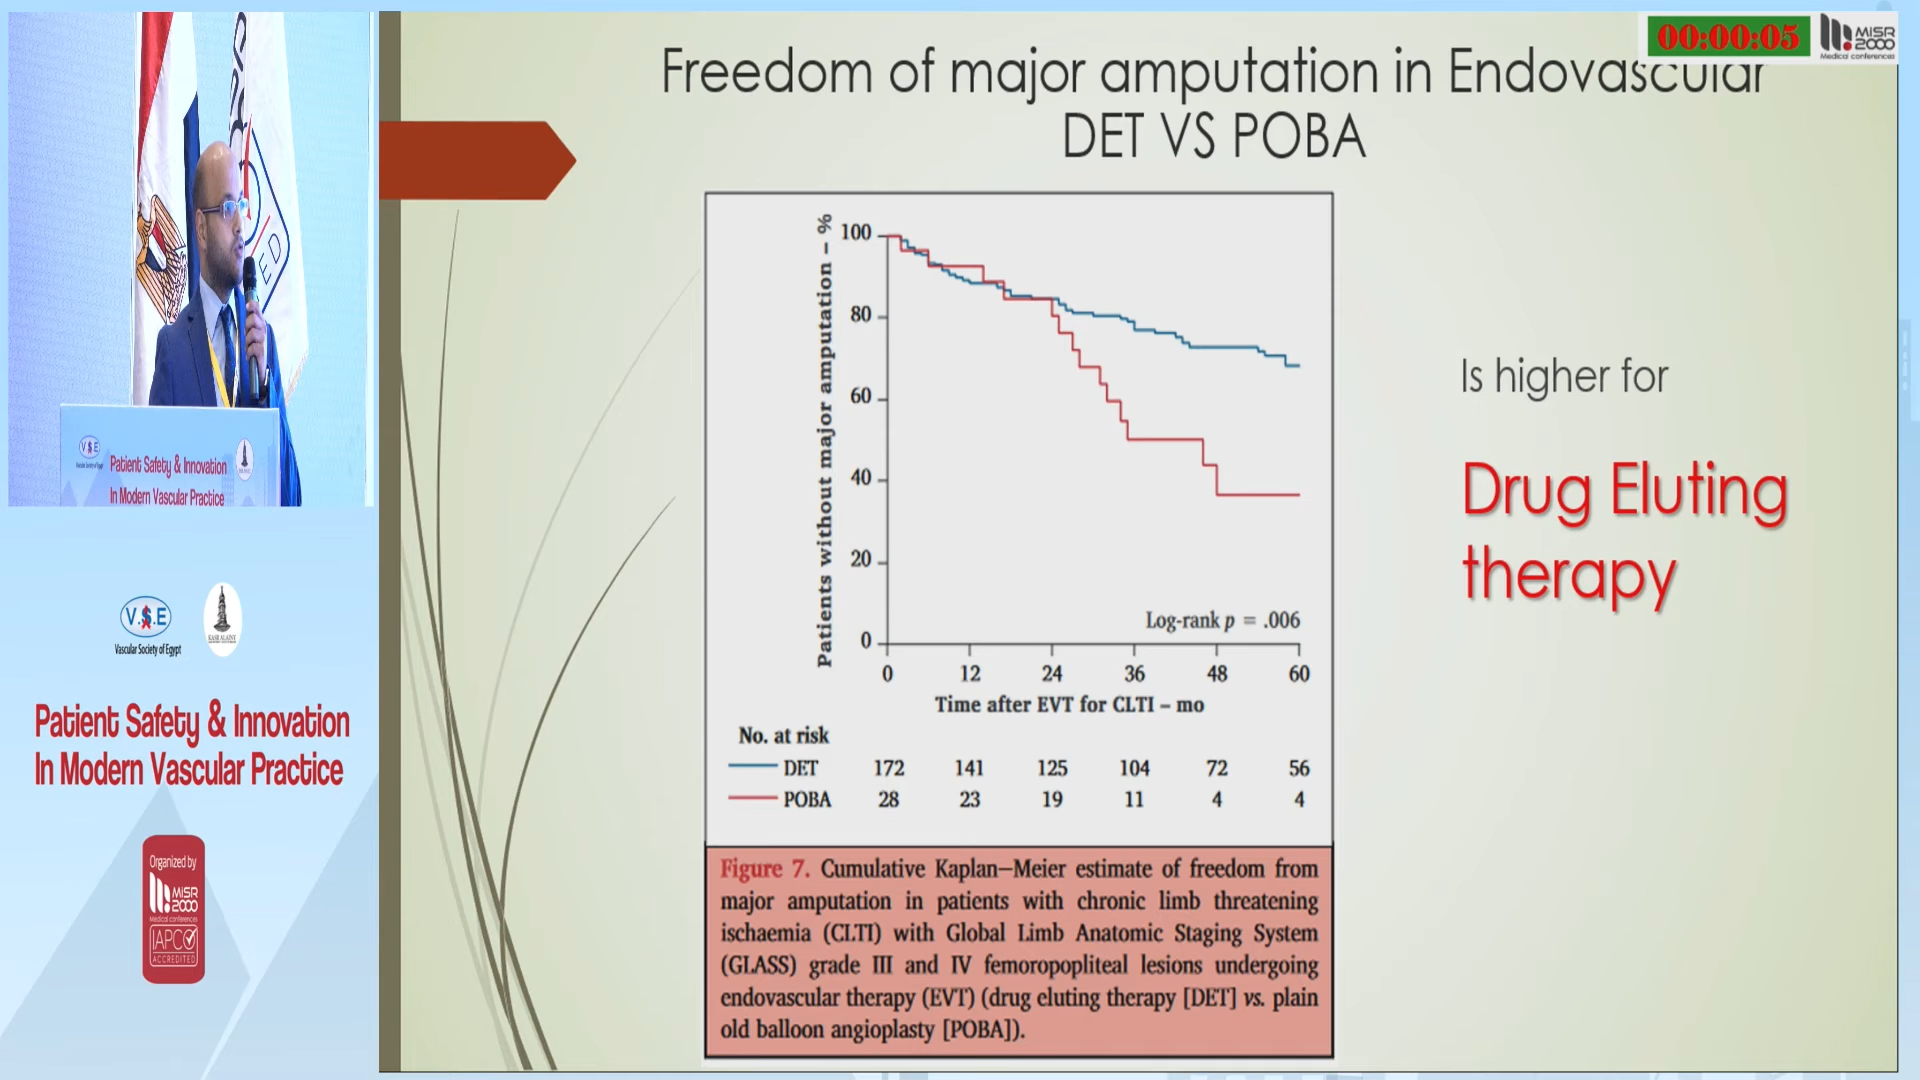 00:00:05
MISR
2000
Medical conferences
Freedom of major amputation in Endovascular
DET VS POBA
Patients without major amputation – %
100
80
60
40
20
0
Log-rank p = .006
0 12 24 36 48 60
Time after EVT for CLTI – mo
No. at risk
DET 172 141 125 104 72 56
POBA 28 23 19 11 4 4
Figure 7. Cumulative Kaplan–Meier estimate of freedom from
major amputation in patients with chronic limb threatening
ischaemia (CLTI) with Global Limb Anatomic Staging System
(GLASS) grade III and IV femoropopliteal lesions undergoing
endovascular therapy (EVT) (drug eluting therapy [DET] vs. plain
old balloon angioplasty [POBA]).
Is higher for
Drug Eluting
therapy
ED
V.S.E
Patient Safety & Innovation
In Modern Vascular Practice
V.S.E
Vascular Society of Egypt
KASR ALAINY
Patient Safety & Innovation
In Modern Vascular Practice
Organized by
MISR
2000
Medical conferences
IAPCO
ACCREDITED